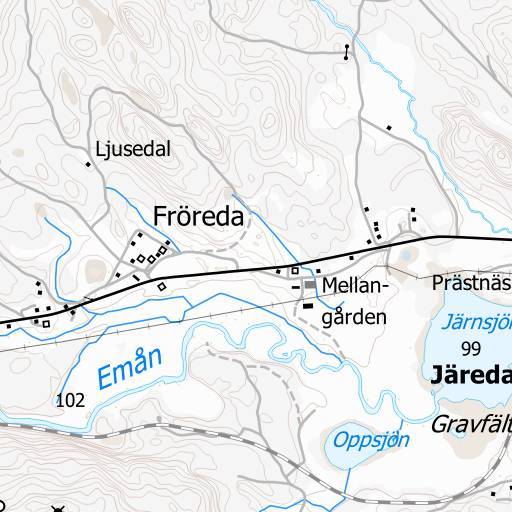 Ljusedal
Fröreda
Prästnäs
Mellan-
gården
Järnsjön
99
Emån
Järeda
102
Gravfält
Oppsjön